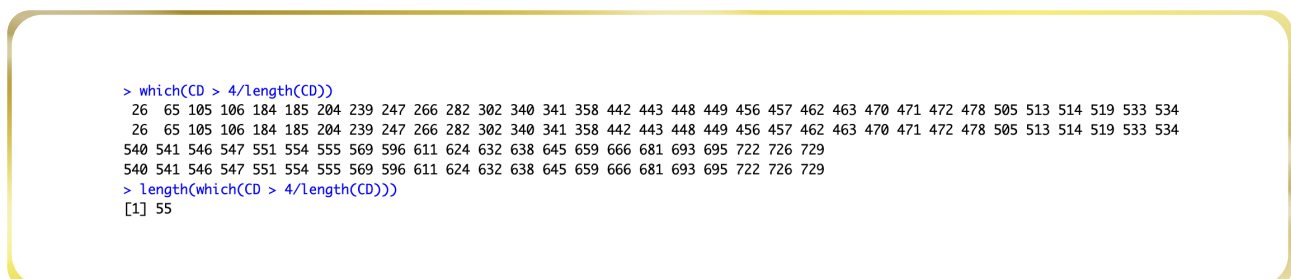 > which(CD > 4/length(CD))
26 65 105 106 184 185 204 239 247 266 282 302 340 341 358 442 443 448 449 456 457 462 463 470 471 472 478 505 513 514 519 533 534
26 65 105 106 184 185 204 239 247 266 282 302 340 341 358 442 443 448 449 456 457 462 463 470 471 472 478 505 513 514 519 533 534
540 541 546 547 551 554 555 569 596 611 624 632 638 645 659 666 681 693 695 722 726 729
540 541 546 547 551 554 555 569 596 611 624 632 638 645 659 666 681 693 695 722 726 729
> length(which(CD > 4/length(CD)))
[1] 55